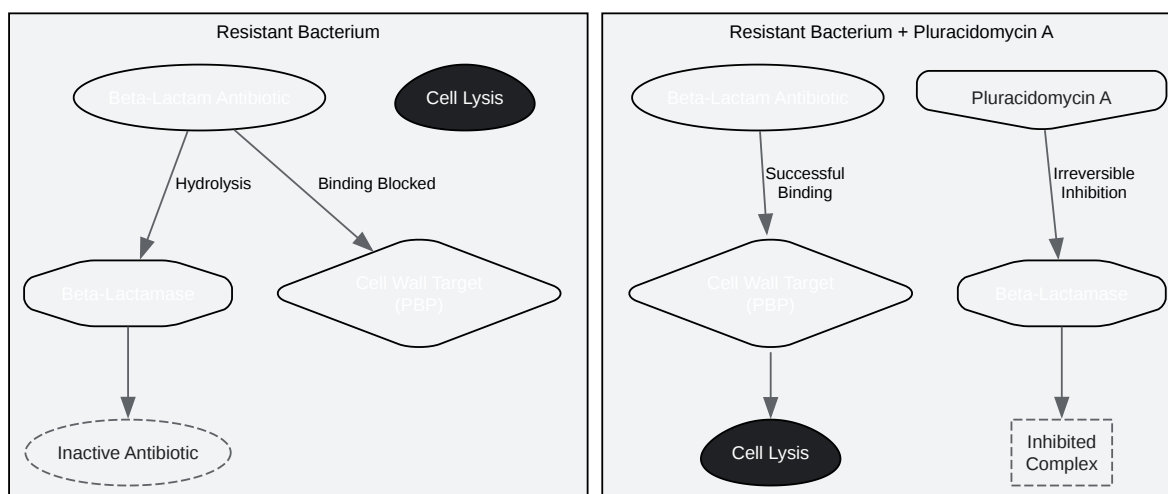 Resistant Bacterium
Beta-Lactam Antibiotic
Cell Lysis
Hydrolysis
Binding Blocked
Beta-Lactamase
Cell Wall Target
(PBP)
Inactive Antibiotic
Resistant Bacterium + Pluracidomycin A
Beta-Lactam Antibiotic
Pluracidomycin A
Successful
Binding
Irreversible
Inhibition
Cell Wall Target
(PBP)
Beta-Lactamase
Cell Lysis
Inhibited
Complex